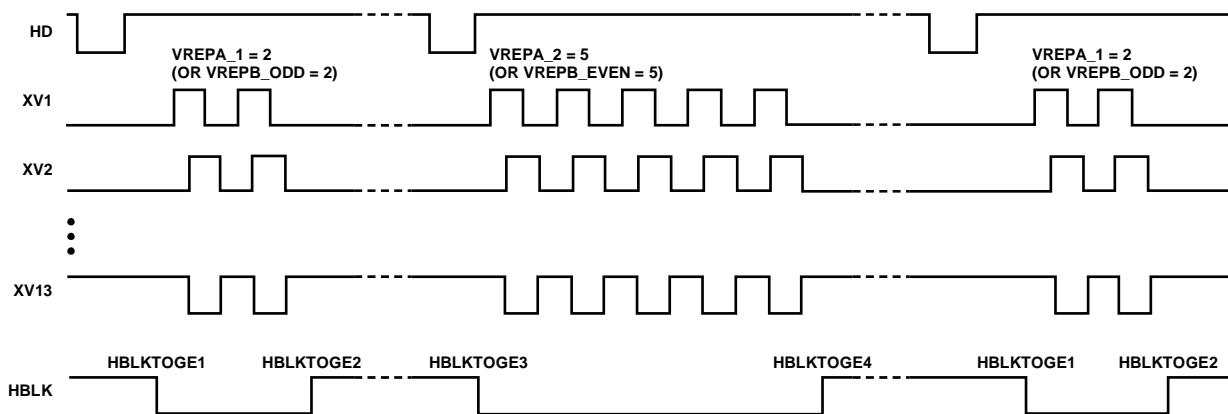 HD
VREPA_1 = 2
(OR VREPB_ODD = 2)
VREPA_2 = 5
(OR VREPB_EVEN = 5)
VREPA_1 = 2
(OR VREPB_ODD = 2)
XV1
XV2
XV13
HBLKTOGE1
HBLKTOGE2
HBLKTOGE3
HBLKTOGE4
HBLKTOGE1
HBLKTOGE2
HBLK